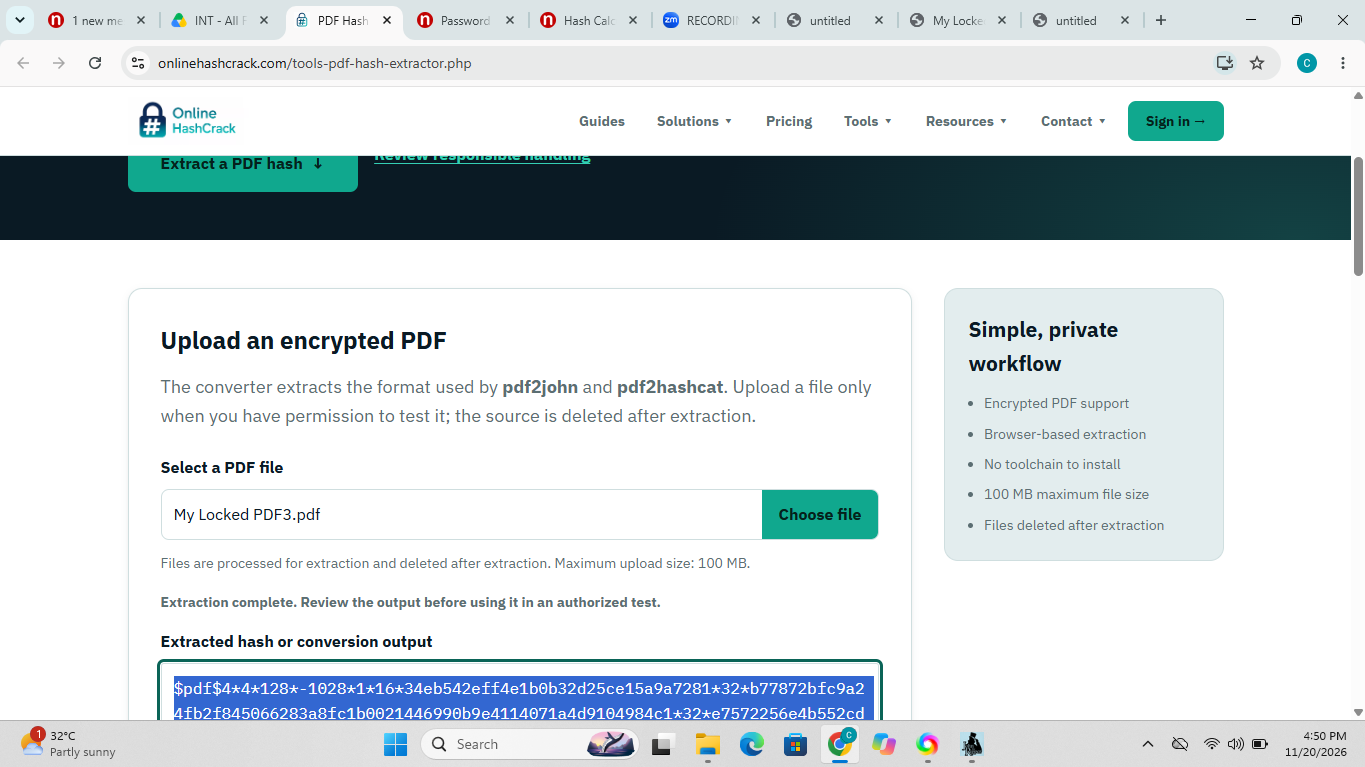 1 new me
INT - All F
PDF Hash
Password
Hash Calc
RECORDI
untitled
My Locke
untitled
onlinehashcrack.com/tools-pdf-hash-extractor.php
C
Online
HashCrack
Guides
Solutions
Pricing
Tools
Resources
Contact
Sign in →
Extract a PDF hash ↓
Review responsible handling
Upload an encrypted PDF
The converter extracts the format used by pdf2john and pdf2hashcat. Upload a file only
when you have permission to test it; the source is deleted after extraction.
Select a PDF file
My Locked PDF3.pdf
Choose file
Files are processed for extraction and deleted after extraction. Maximum upload size: 100 MB.
Extraction complete. Review the output before using it in an authorized test.
Extracted hash or conversion output
$pdf$4*4*128*-1028*1*16*34eb542eff4e1b0b32d25ce15a9a7281*32*b77872bfc9a2
4fb2f845066283a8fc1b0021446990b9e4114071a4d9104984c1*32*e7572256e4b552cd
Simple, private
workflow
• Encrypted PDF support
• Browser-based extraction
• No toolchain to install
• 100 MB maximum file size
• Files deleted after extraction
1
32°C
Partly sunny
Search
C
4:50 PM
11/20/2026